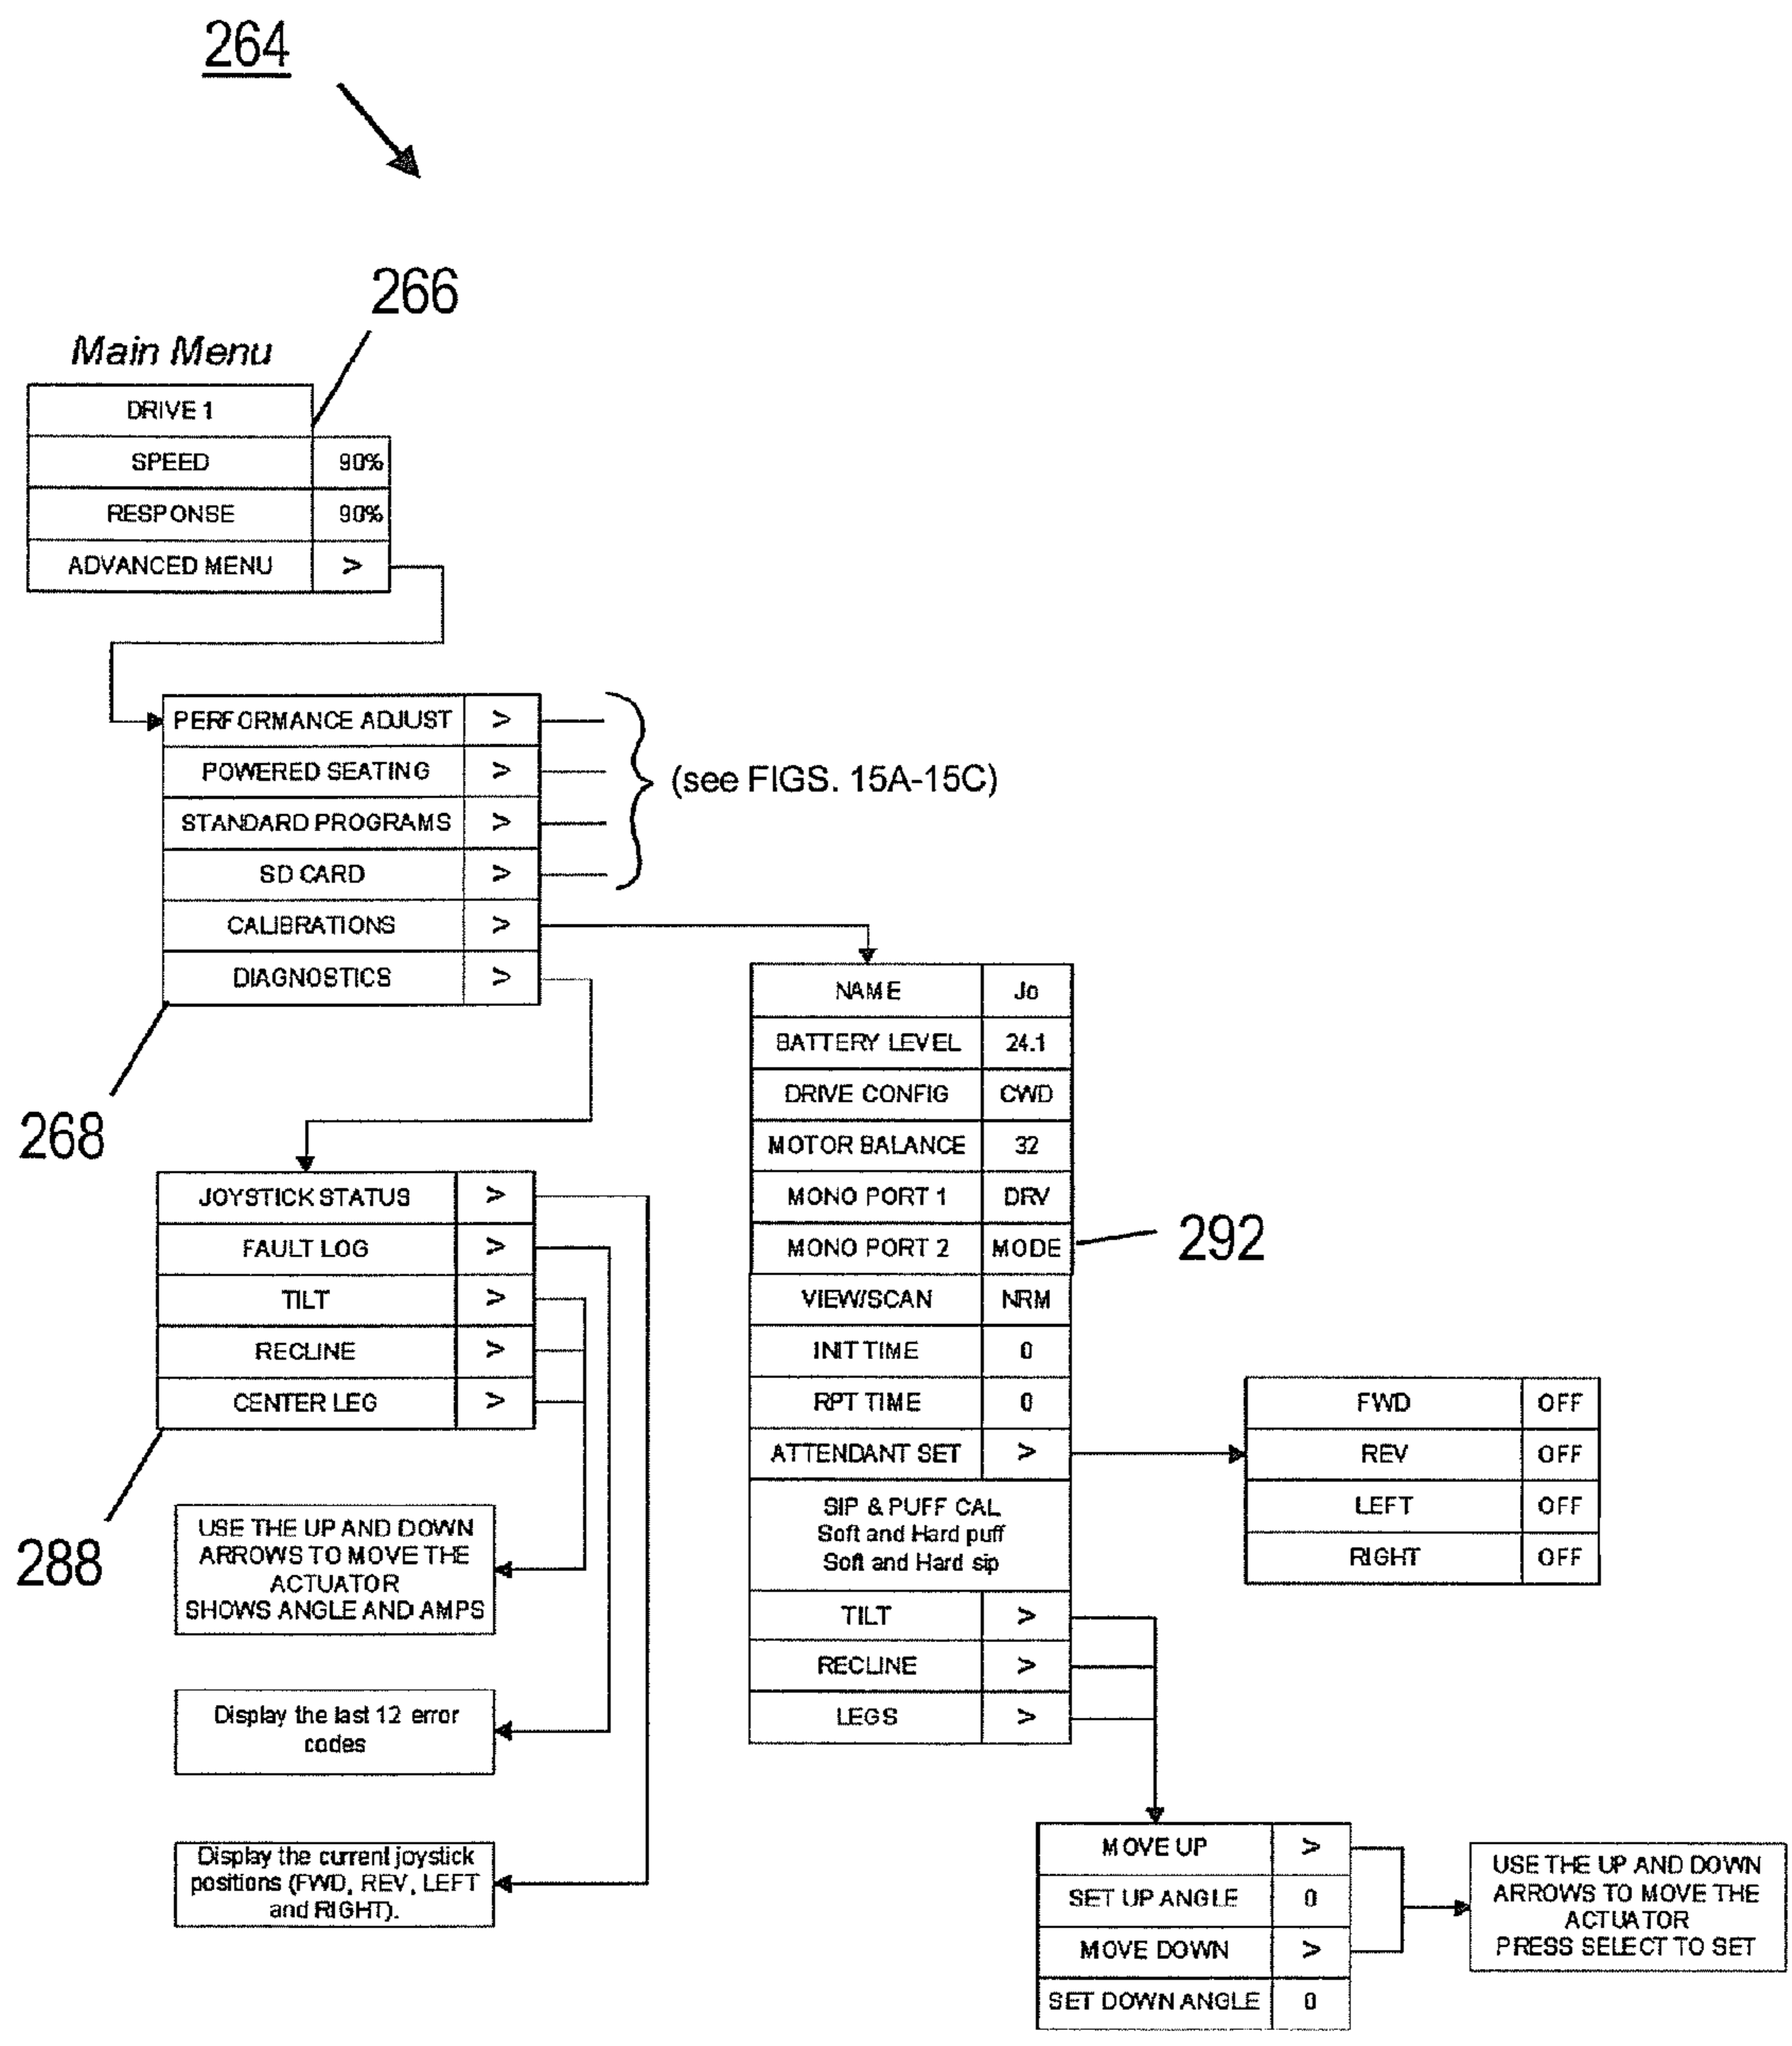 264
266
Main Menu
DRIVE 1
SPEED 90%
RESPONSE 90%
ADVANCED MENU >
PERFORMANCE ADJUST >
POWERED SEATING >
STANDARD PROGRAMS >
SD CARD >
CALIBRATIONS >
DIAGNOSTICS >
(see FIGS. 15A-15C)
268
JOYSTICK STATUS >
FAULT LOG >
TILT >
RECLINE >
CENTER LEG >
288
USE THE UP AND DOWN
ARROWS TO MOVE THE
ACTUATOR
SHOWS ANGLE AND AMPS
Display the last 12 error
codes
Display the current joystick
positions (FWD, REV, LEFT
and RIGHT).
NAME Jo
BATTERY LEVEL 24.1
DRIVE CONFIG CWD
MOTOR BALANCE 32
MONO PORT 1 DRV
MONO PORT 2 MODE
292
VIEW/SCAN NRM
INIT TIME 0
RPT TIME 0
ATTENDANT SET >
SIP & PUFF CAL
Soft and Hard puff
Soft and Hard sip
TILT >
RECLINE >
LEGS >
FWD OFF
REV OFF
LEFT OFF
RIGHT OFF
MOVE UP >
SET UP ANGLE 0
MOVE DOWN >
SET DOWN ANGLE 0
USE THE UP AND DOWN
ARROWS TO MOVE THE
ACTUATOR
PRESS SELECT TO SET